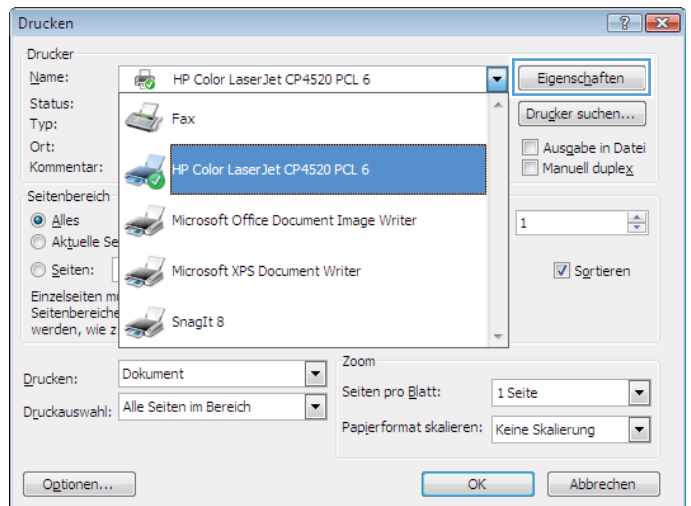 Drucken
Drucker
Name: HP Color LaserJet CP4520 PCL 6 Eigenschaften
Status:
Fax Drucker suchen...
Typ:
Ort: Ausgabe in Datei
Kommentar: HP Color LaserJet CP4520 PCL 6 Manuell duplex
Seitenbereich
Alles Microsoft Office Document Image Writer 1
Aktuelle Se
Seiten: Microsoft XPS Document Writer Sortieren
Einzelseiten m
Seitenbereiche
werden, wie z SnagIt 8
Zoom
Drucken: Dokument
Seiten pro Blatt: 1 Seite
Druckauswahl: Alle Seiten im Bereich
Papierformat skalieren: Keine Skalierung
Optionen... OK Abbrechen